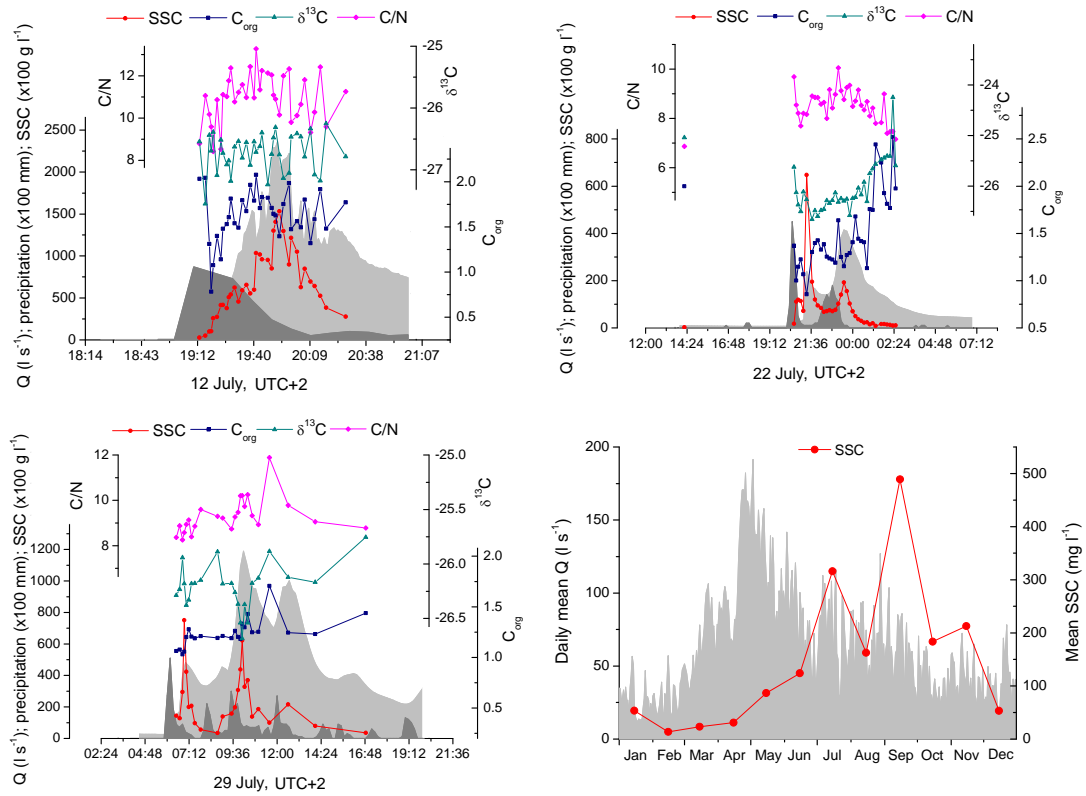 SSC C_org δ¹³C C/N
Q (l s⁻¹); precipitation (x100 mm); SSC (x100 g l⁻¹)
2500
2000
1500
1000
500
0
C/N
12
10
8
-25
-26
-27
δ¹³C
2.0
1.5
1.0
0.5
C_org
18:14 18:43 19:12 19:40 20:09 20:38 21:07
12 July, UTC+2
SSC C_org δ¹³C C/N
Q (l s⁻¹); precipitation (x100 mm); SSC (x100 g l⁻¹)
800
600
400
200
0
C/N
10
8
6
-24
-25
-26
δ¹³C
2.5
2.0
1.5
1.0
0.5
C_org
12:00 14:24 16:48 19:12 21:36 00:00 02:24 04:48 07:12
22 July, UTC+2
SSC C_org δ¹³C C/N
Q (l s⁻¹); precipitation (x100 mm); SSC (x100 g l⁻¹)
1200
1000
800
600
400
200
0
C/N
12
10
8
-25.0
-25.5
-26.0
-26.5
δ¹³C
2.0
1.5
1.0
0.5
C_org
02:24 04:48 07:12 09:36 12:00 14:24 16:48 19:12 21:36
29 July, UTC+2
SSC
Daily mean Q (l s⁻¹)
200
150
100
50
0
500
400
300
200
100
0
Mean SSC (mg l⁻¹)
Jan Feb Mar Apr May Jun Jul Aug Sep Oct Nov Dec